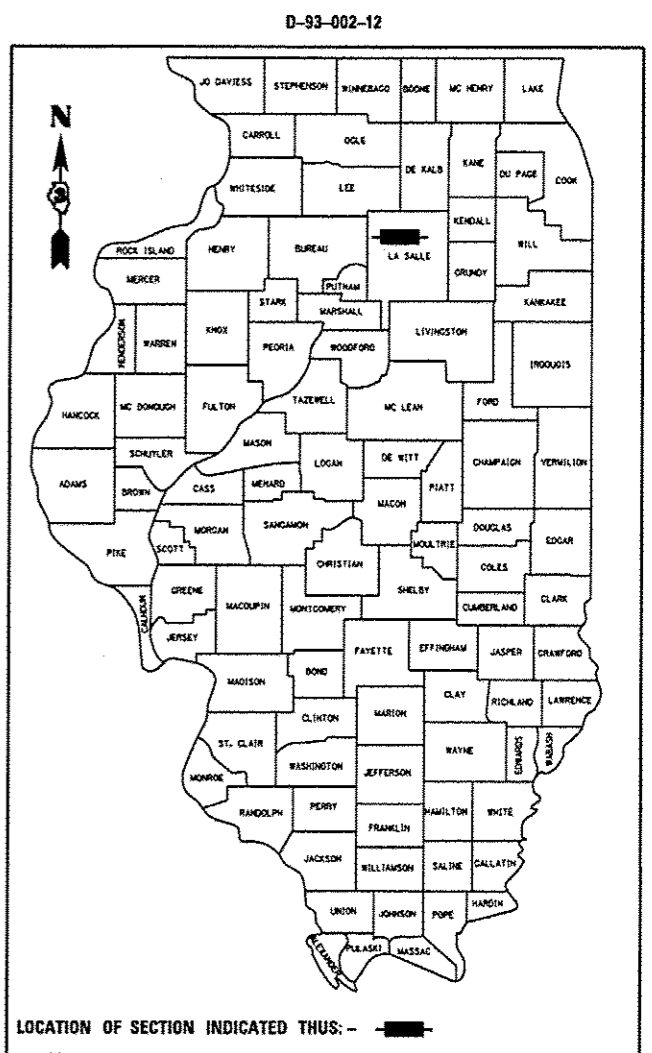 D-93-002-12
JO DAVIESS STEPHENSON WINNEBAGO BOONE MC HENRY LAKE
N
CARROLL OGLE
DE KALB KANE DU PAGE COOK
WHITESIDE LEE
KENDALL WILL
ROCK ISLAND HENRY BUREAU LA SALLE
MERCER PUTNAM GRUNDY
STARK MARSHALL KANKAKEE
HENDERSON WARREN KNOX PEORIA WOODFORD LIVINGSTON
IROQUOIS
HANCOCK MC DONOUGH FULTON TAZEWELL MC LEAN FORD
MASON
SCHUYLER LOGAN DE WITT CHAMPAIGN VERMILION
ADAMS BROWN CASS MENARD PIATT
MACON
MORGAN SANGAMON DOUGLAS
PIKE SCOTT MOULTRIE EDGAR
CHRISTIAN COLES
GREENE SHELBY
CALHOUN MACOUPIN MONTGOMERY CUMBERLAND CLARK
JERSEY
FAYETTE EFFINGHAM JASPER CRAWFORD
MADISON BOND
CLAY RICHLAND LAWRENCE
CLINTON MARION
ST. CLAIR WAYNE EDWARDS WABASH
WASHINGTON JEFFERSON
MONROE
RANDOLPH PERRY HAMILTON WHITE
FRANKLIN
JACKSON WILLIAMSON SALINE GALLATIN
HARDIN
UNION JOHNSON POPE
ALEXANDER PULASKI MASSAC
LOCATION OF SECTION INDICATED THUS: -